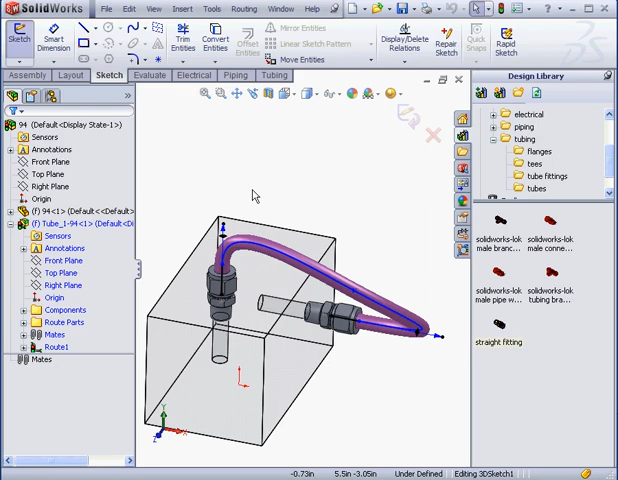 SolidWorks File Edit View Insert Tools Routing Window Help
Sketch
Smart Dimension
Trim Entities
Convert Entities
Offset Entities
Mirror Entities
Linear Sketch Pattern
Move Entities
Display/Delete Relations
Repair Sketch
Quick Snaps
Rapid Sketch
Assembly Layout Sketch Evaluate Electrical Piping Tubing
94 (Default<Display State-1>)
Sensors
Annotations
Front Plane
Top Plane
Right Plane
Origin
(f) 94<1> (Default<<Default>
(f) Tube_1-94<1> (Default<Di
Sensors
Annotations
Front Plane
Top Plane
Right Plane
Origin
Components
Route Parts
Mates
Route1
Mates
Design Library
electrical
piping
tubing
flanges
tees
tube fittings
tubes
solidworks-lok male branc...
solidworks-lok male conne...
solidworks-lok male pipe w...
solidworks-lok tubing bra...
straight fitting
-0.73in 5.5in -3.05in Under Defined Editing 3DSketch1